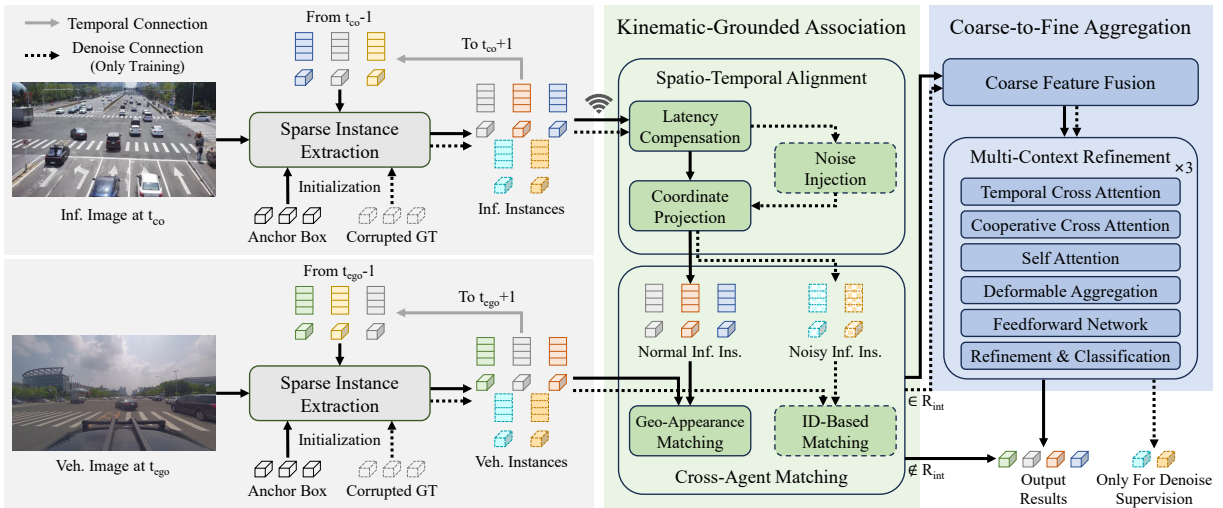 Temporal Connection
Denoise Connection
(Only Training)
From t_co-1
To t_co+1
Sparse Instance
Extraction
Initialization
Anchor Box
Corrupted GT
Inf. Image at t_co
Inf. Instances
From t_ego-1
To t_ego+1
Sparse Instance
Extraction
Initialization
Anchor Box
Corrupted GT
Veh. Image at t_ego
Veh. Instances
Kinematic-Grounded Association
Spatio-Temporal Alignment
Latency
Compensation
Noise
Injection
Coordinate
Projection
Normal Inf. Ins.
Noisy Inf. Ins.
Geo-Appearance
Matching
ID-Based
Matching
Cross-Agent Matching
∈ R_int
∉ R_int
Coarse-to-Fine Aggregation
Coarse Feature Fusion
Multi-Context Refinement
×3
Temporal Cross Attention
Cooperative Cross Attention
Self Attention
Deformable Aggregation
Feedforward Network
Refinement & Classification
Output
Results
Only For Denoise
Supervision